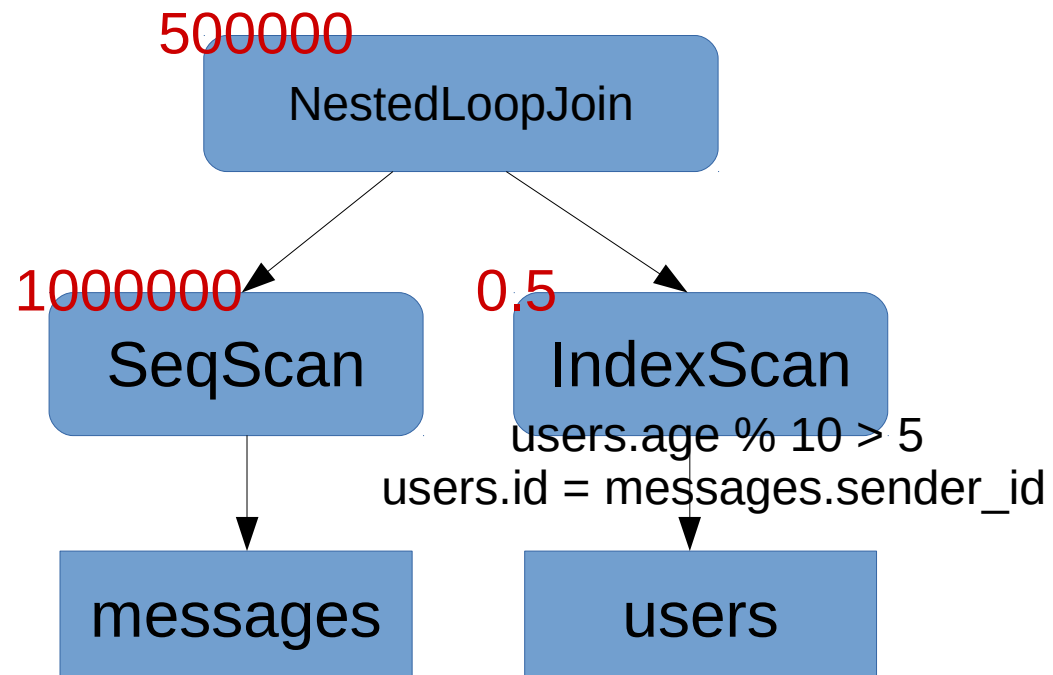 500000
NestedLoopJoin
1000000
0.5
SeqScan
IndexScan
users.age % 10 > 5
users.id = messages.sender_id
messages
users